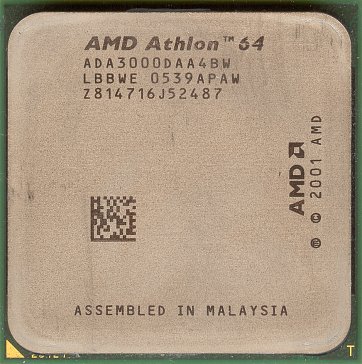 AMD Athlon™ 64
ADA3000DAA4BW
LBBWE 0539APAW
Z814716J52487
AMD
ⓜ © 2001 AMD
ASSEMBLED IN MALAYSIA
T